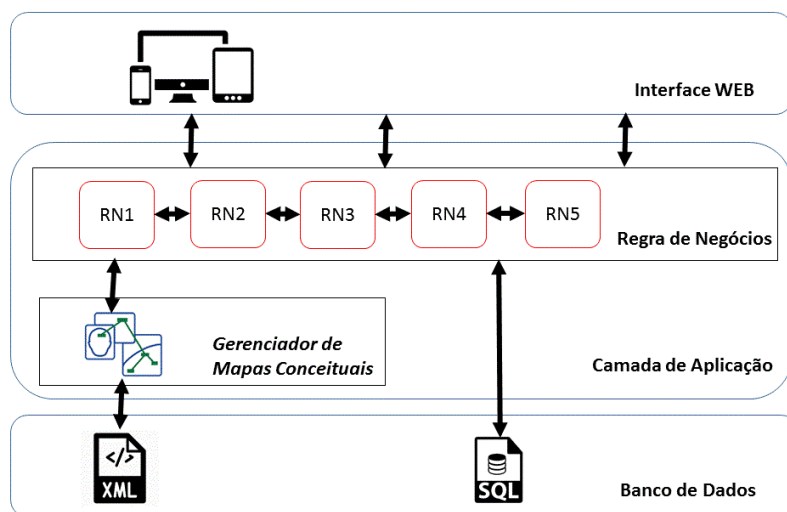 Interface WEB
RN1
RN2
RN3
RN4
RN5
Regra de Negócios
Gerenciador de
Mapas Conceituais
Camada de Aplicação
</>
XML
SQL
Banco de Dados